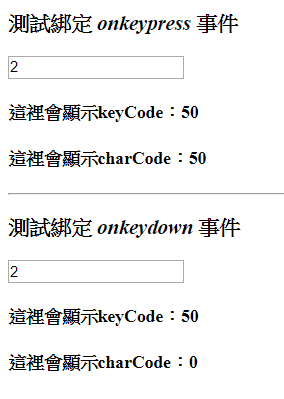 測試綁定 onkeypress 事件
2
這裡會顯示keyCode：50
這裡會顯示charCode：50
測試綁定 onkeydown 事件
2
這裡會顯示keyCode：50
這裡會顯示charCode：0